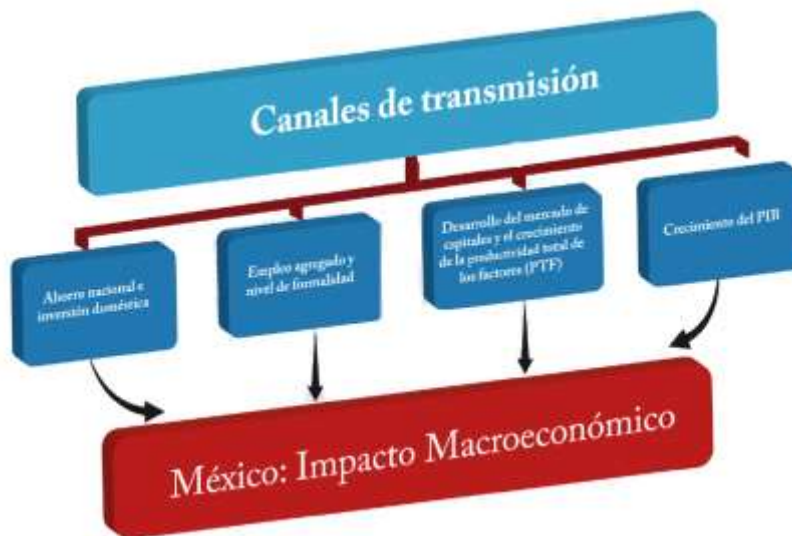 Canales de transmisión
Ahorro nacional e
inversión doméstica
Empleo agregado y
nivel de formalidad
Desarrollo del mercado de
capitales y el crecimiento
de la productividad total de
los factores (PTF)
Crecimiento del PIB
México: Impacto Macroeconómico